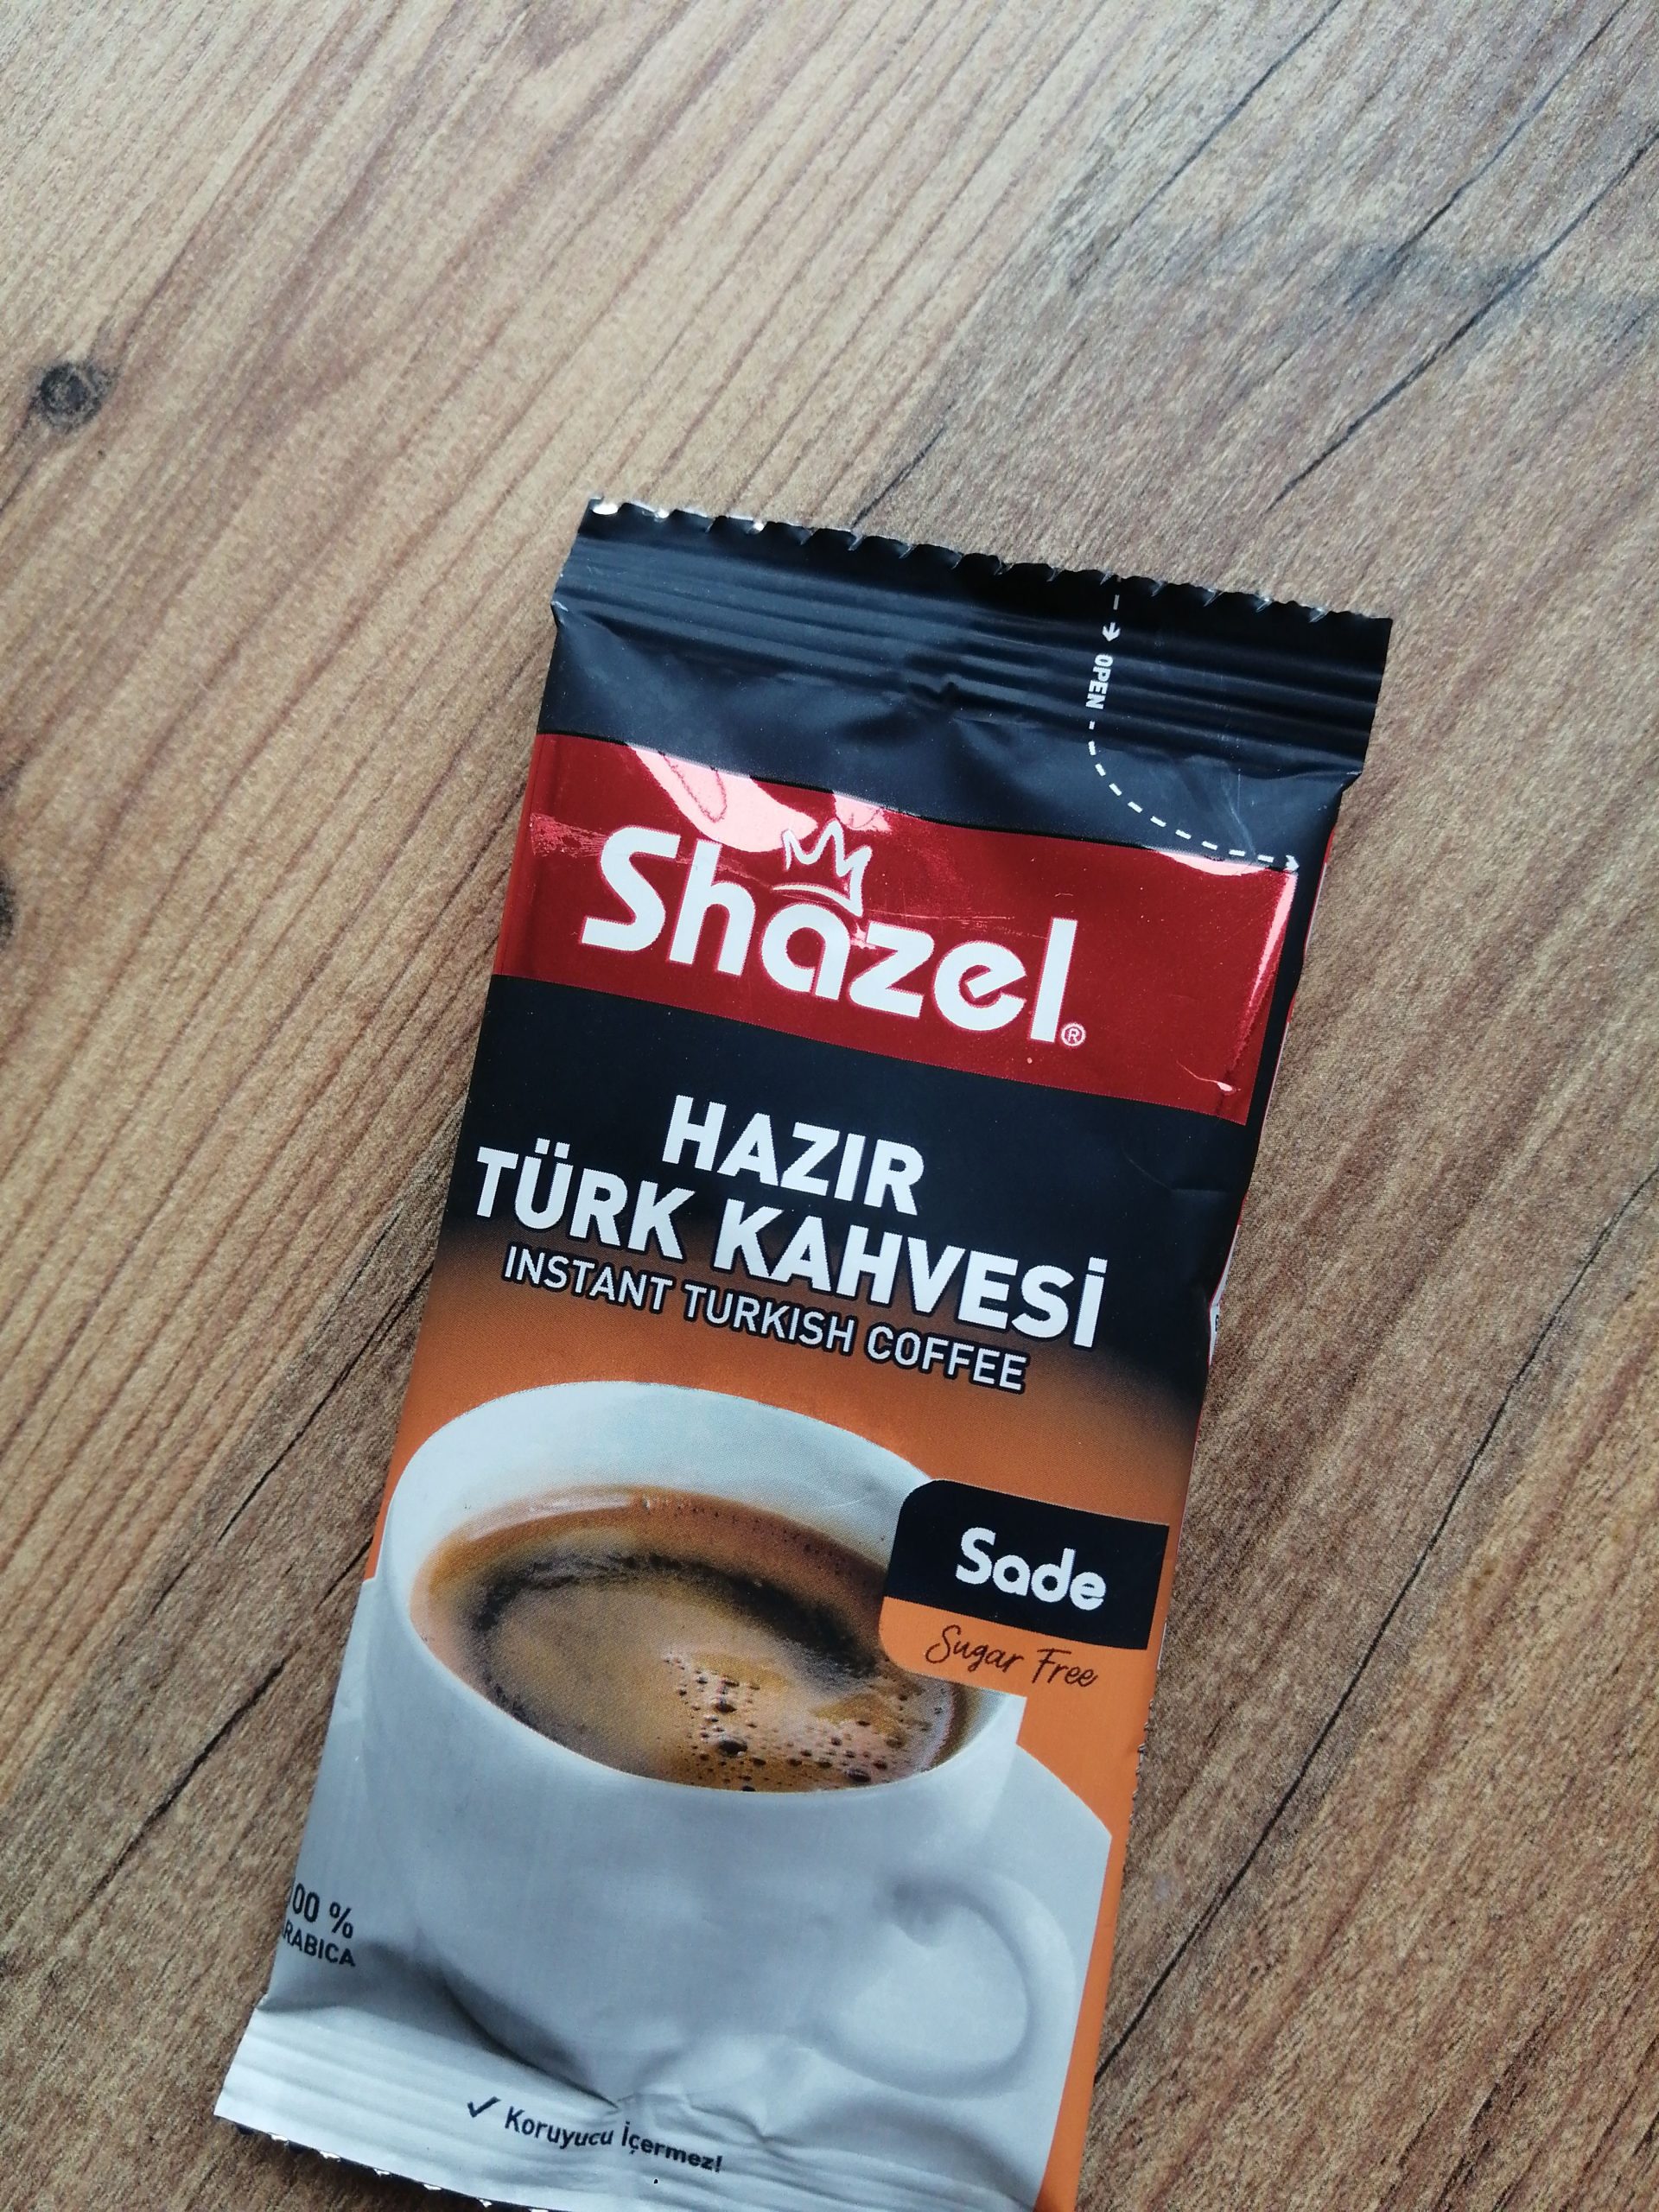 → OPEN
Shazel®
HAZIR
TÜRK KAHVESİ
INSTANT TURKISH COFFEE
Sade
Sugar Free
00 %
RABICA
✓ Koruyucu İçermez!